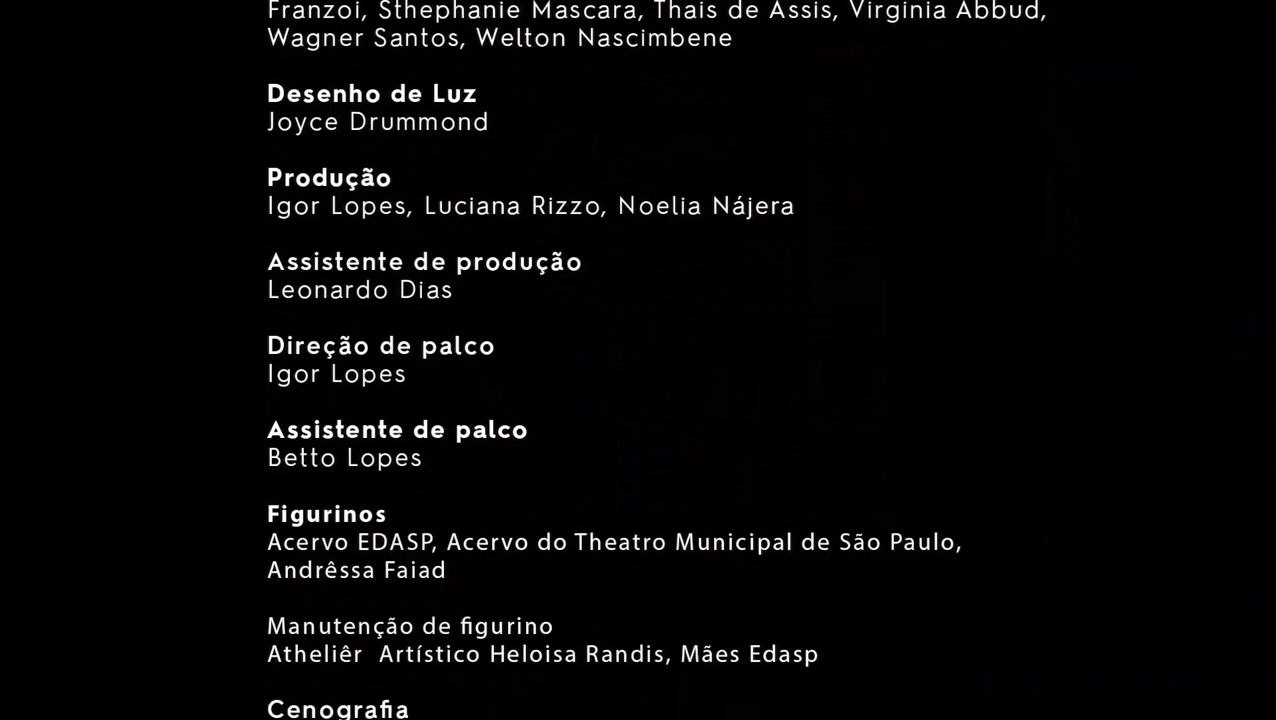 Franzoi, Sthephanie Mascara, Thais de Assis, Virginia Abbud,
Wagner Santos, Welton Nascimbene
Desenho de Luz
Joyce Drummond
Produção
Igor Lopes, Luciana Rizzo, Noelia Nájera
Assistente de produção
Leonardo Dias
Direção de palco
Igor Lopes
Assistente de palco
Betto Lopes
Figurinos
Acervo EDASP, Acervo do Theatro Municipal de São Paulo,
Andrêssa Faiad
Manutenção de figurino
Atheliêr  Artístico Heloisa Randis, Mães Edasp
Cenografia